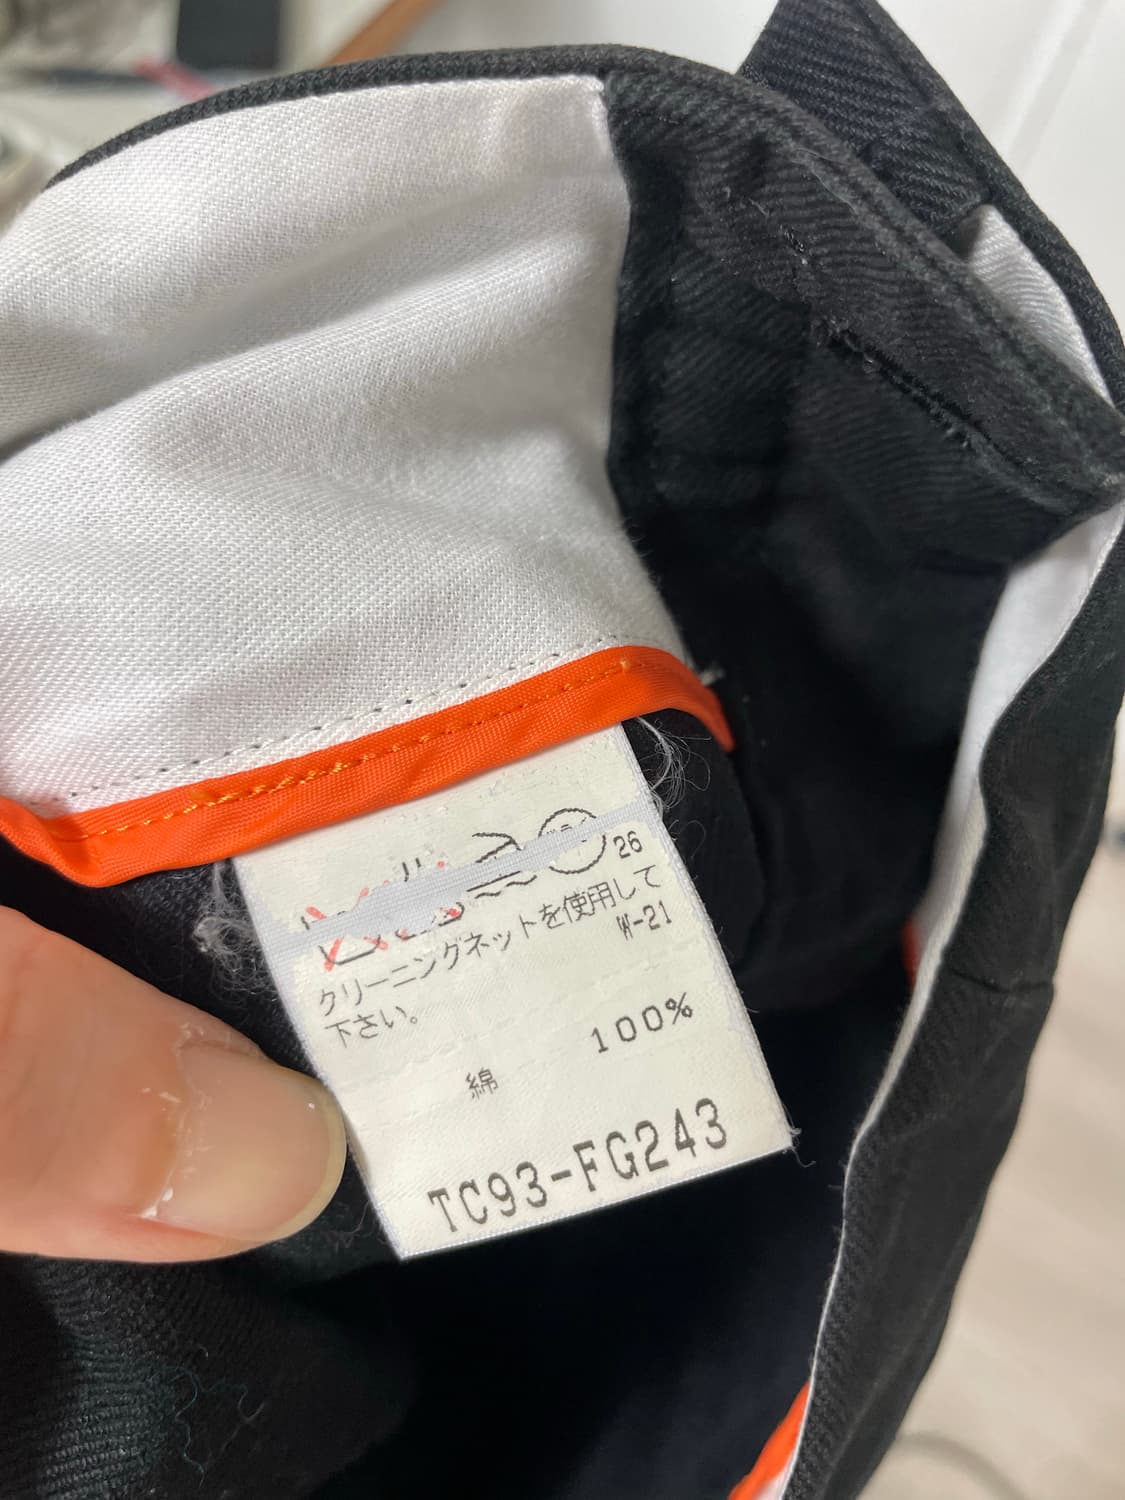 26
クリーニングネットを使用して
下さい。
W-21
綿 100%
TC93-FG243